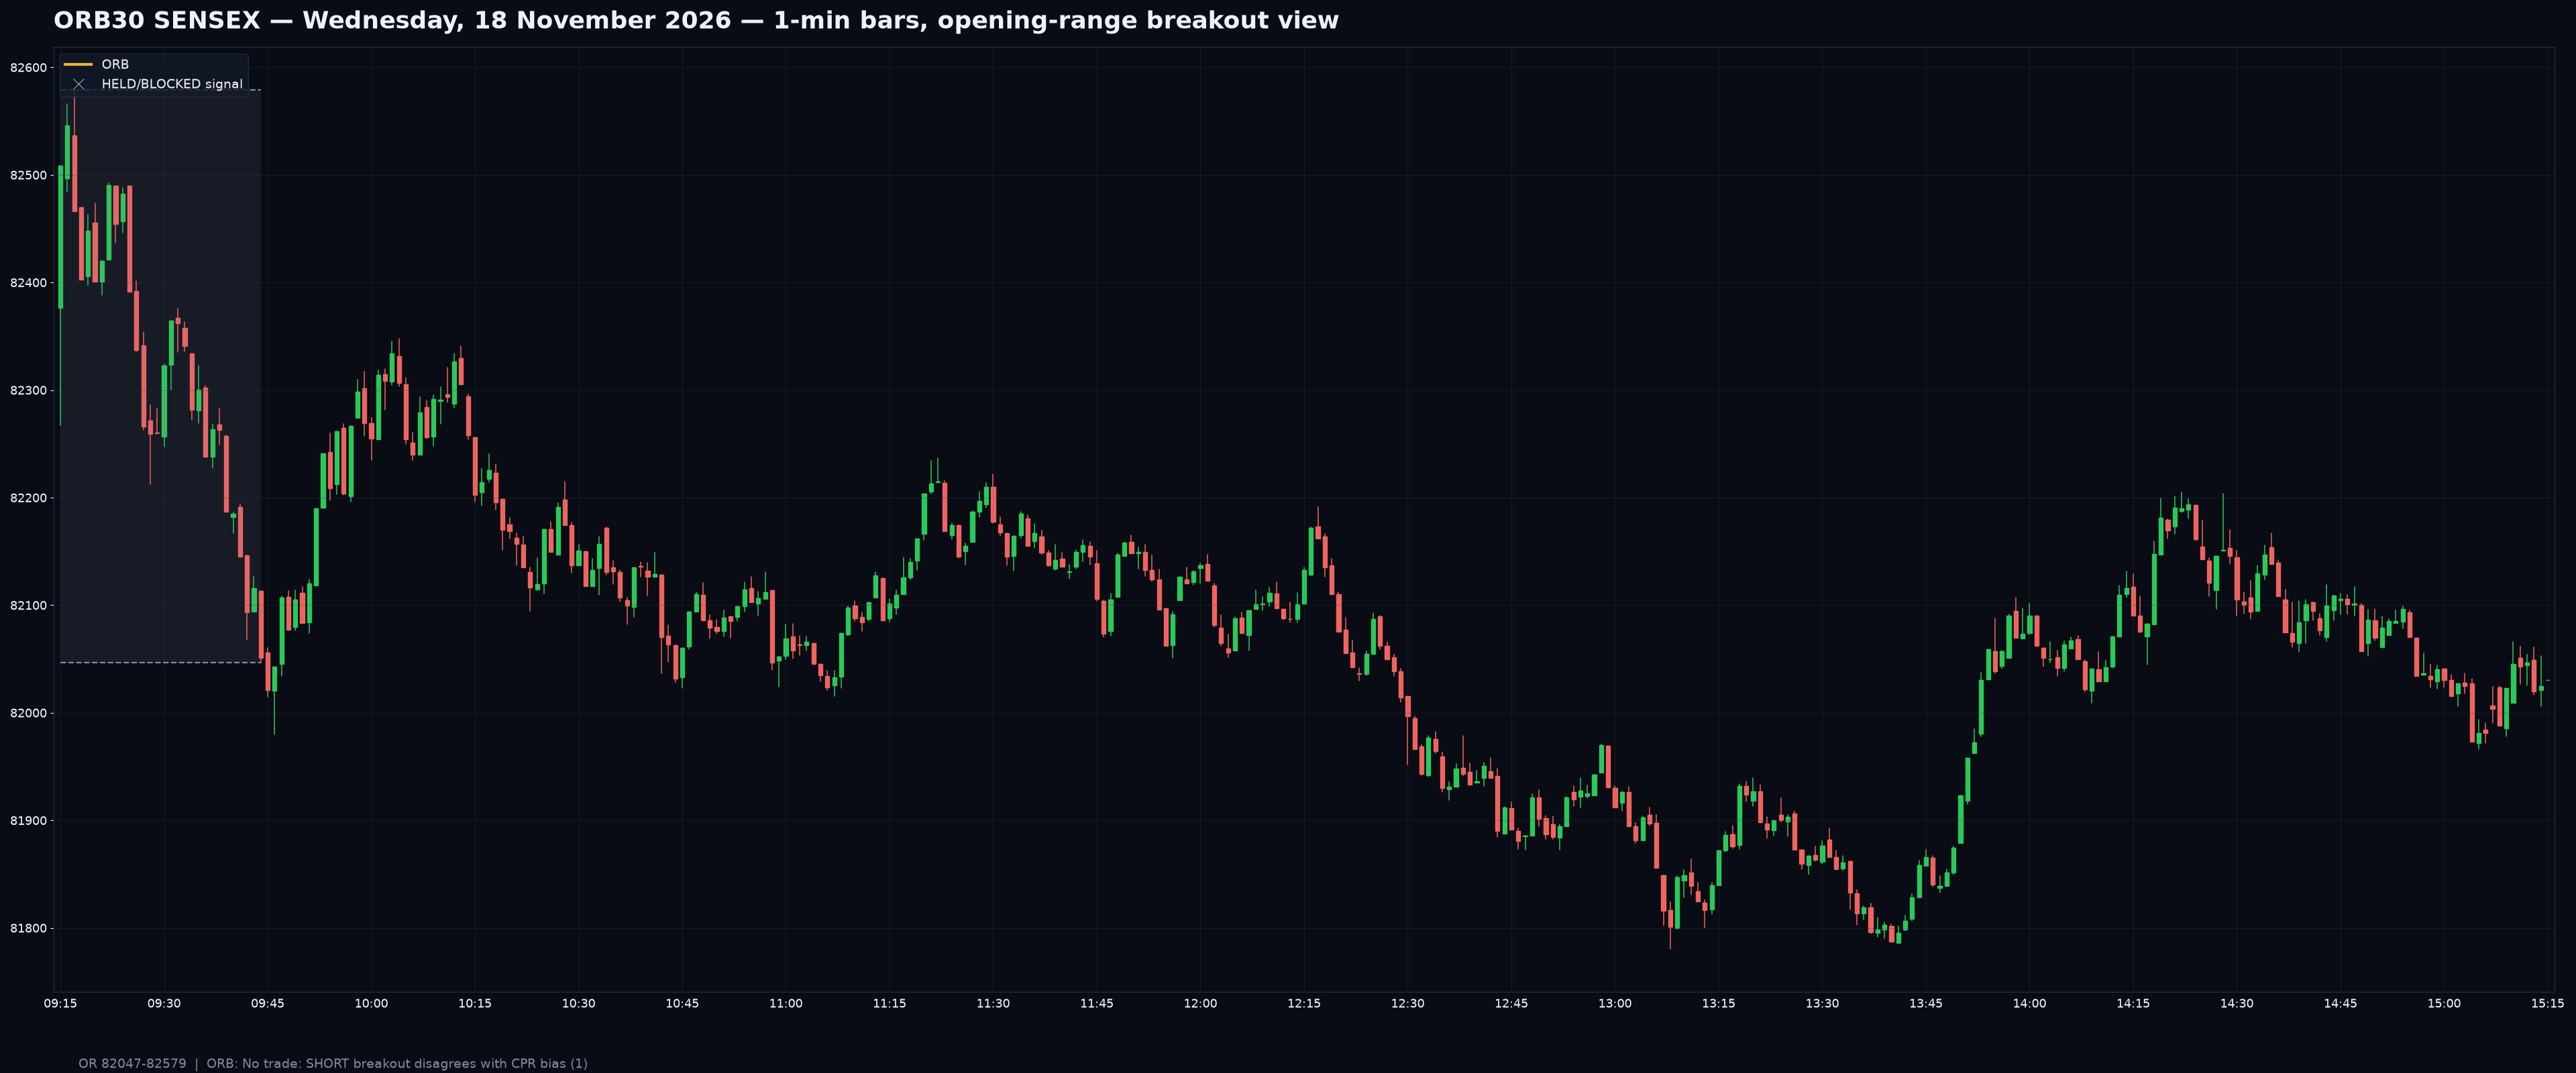 ORB30 SENSEX — Wednesday, 18 November 2026 — 1-min bars, opening-range breakout view
ORB
HELD/BLOCKED signal
82600
82500
82400
82300
82200
82100
82000
81900
81800
09:15 09:30 09:45 10:00 10:15 10:30 10:45 11:00 11:15 11:30 11:45 12:00 12:15 12:30 12:45 13:00 13:15 13:30 13:45 14:00 14:15 14:30 14:45 15:00 15:15
OR 82047-82579 | ORB: No trade: SHORT breakout disagrees with CPR bias (1)